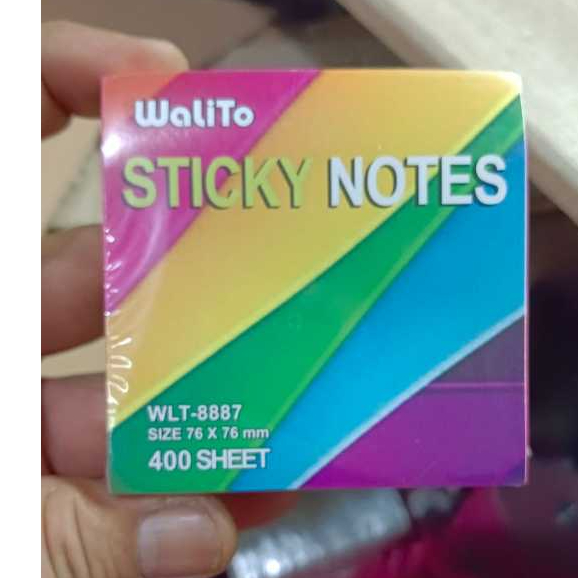 WaliTo
STICKY NOTES
WLT-8887
SIZE 76 X 76 mm
400 SHEET